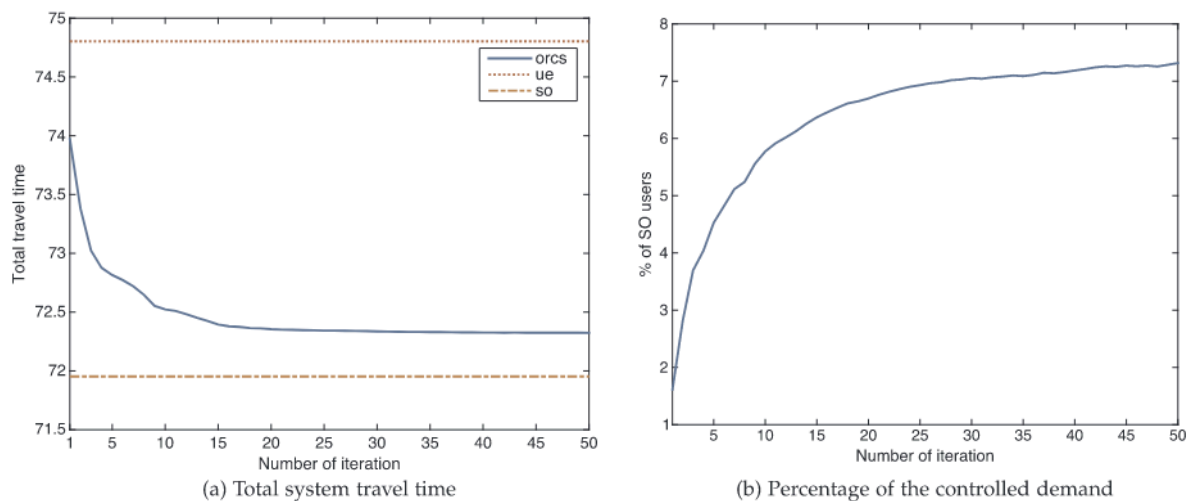 75
74.5
74
73.5
73
72.5
72
71.5
Total travel time
orcs
ue
so
1 5 10 15 20 25 30 35 40 45 50
Number of iteration
(a) Total system travel time
8
7
6
5
4
3
2
1
% of SO users
5 10 15 20 25 30 35 40 45 50
Number of iteration
(b) Percentage of the controlled demand